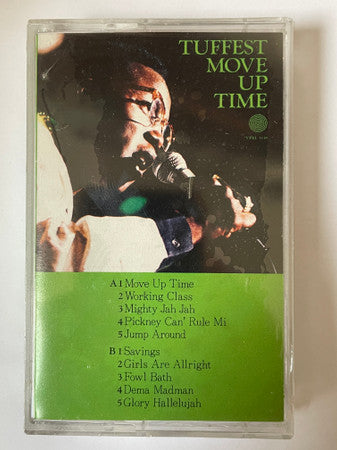 TUFFEST
MOVE
UP
TIME
A 1 Move Up Time
2 Working Class
3 Mighty Jah Jah
4 Pickney Can' Rule Mi
5 Jump Around
B 1 Savings
2 Girls Are Allright
3 Fowl Bath
4 Dema Madman
5 Glory Hallelujah